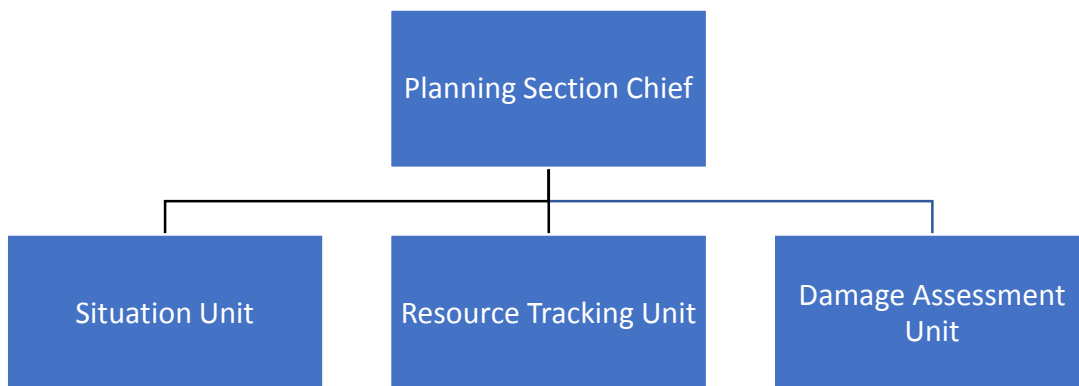 Planning Section Chief
Situation Unit
Resource Tracking Unit
Damage Assessment
Unit